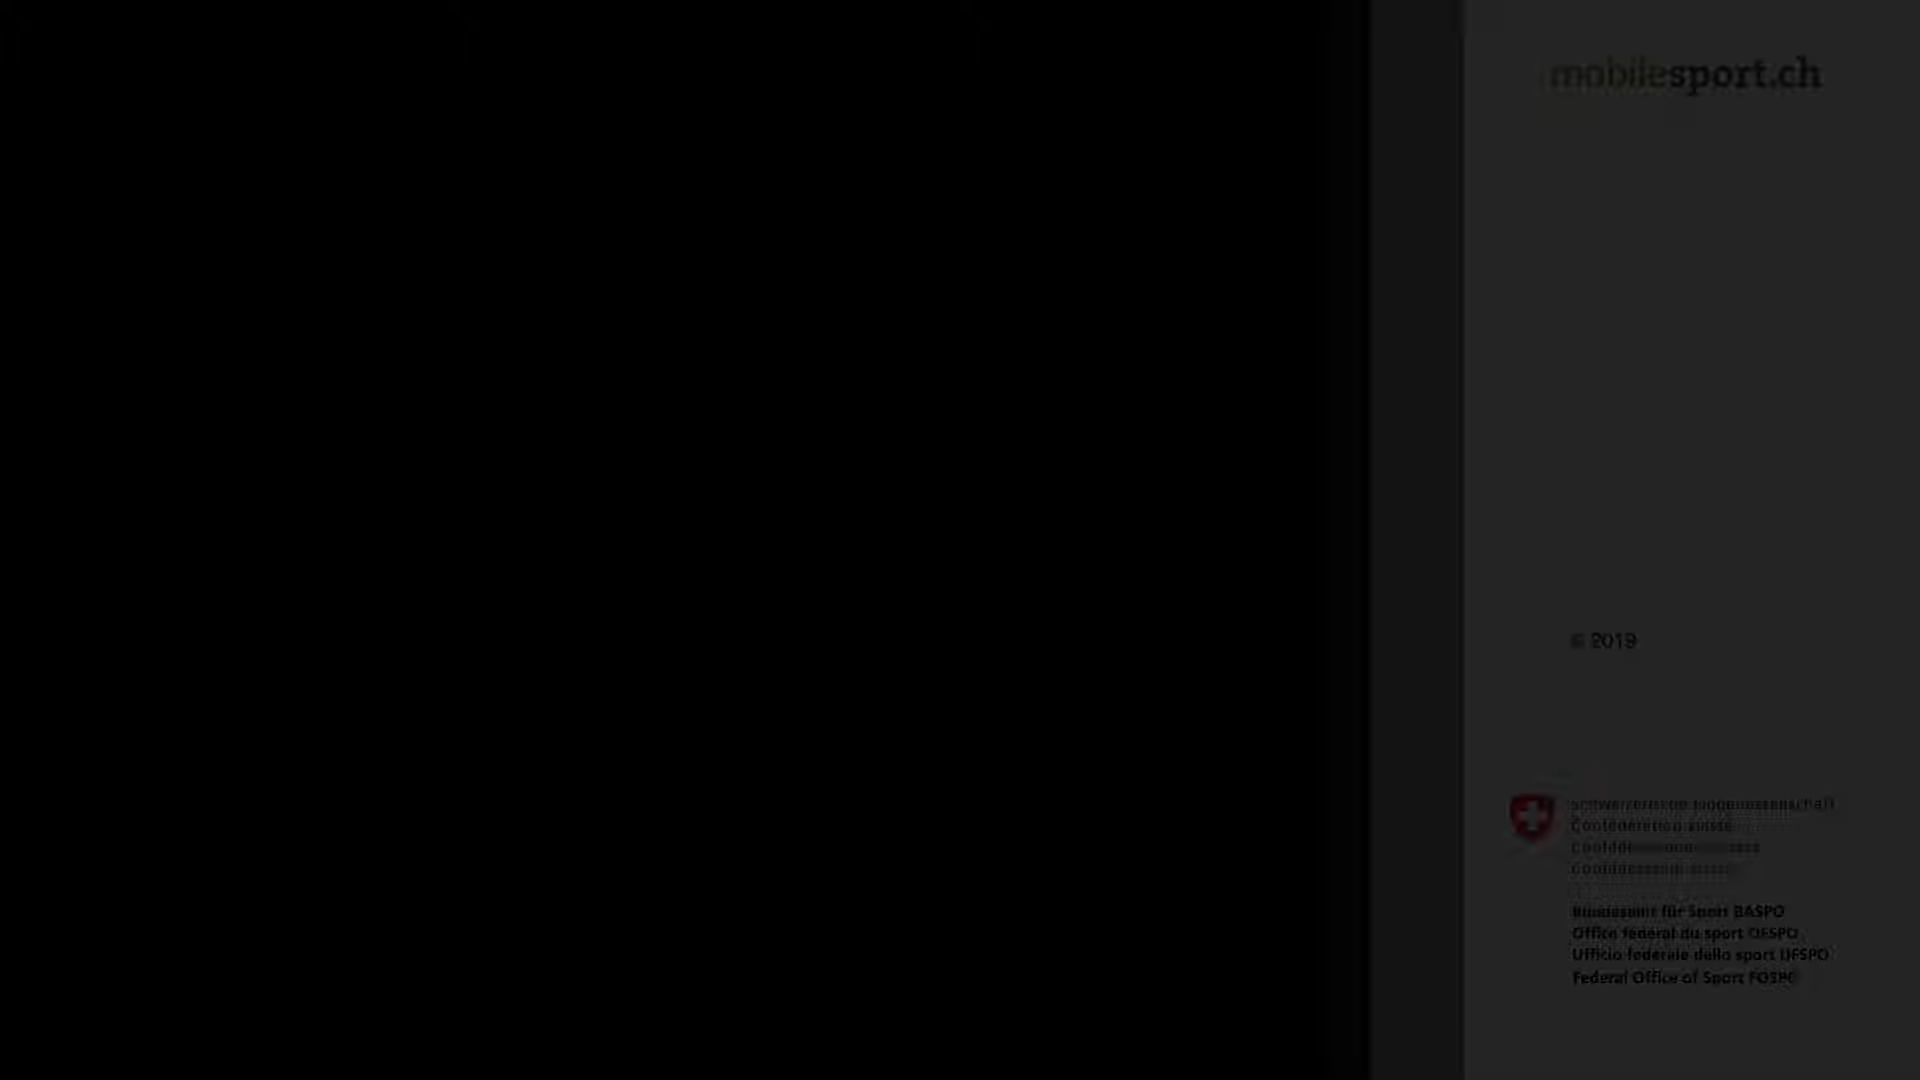 mobilesport.ch
© 2019
Schweizerische Eidgenossenschaft
Confédération suisse
Bundesamt für Sport BASPO
Office fédéral du sport OFSPO
Ufficio federale dello sport UFSPO
Federal Office of Sport FOSPO